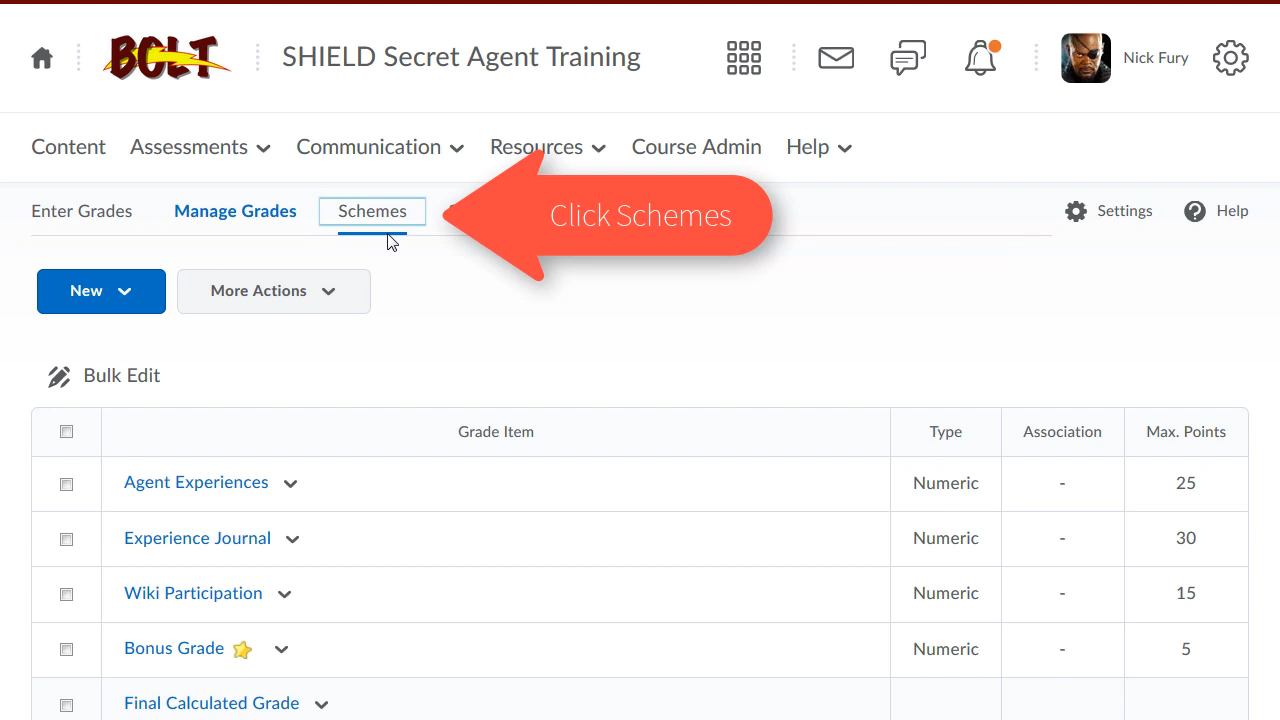 BOLT
SHIELD Secret Agent Training
Nick Fury
Content Assessments Communication Resources Course Admin Help
Enter Grades Manage Grades Schemes Click Schemes Settings Help
New More Actions
Bulk Edit
Grade Item Type Association Max. Points
Agent Experiences Numeric - 25
Experience Journal Numeric - 30
Wiki Participation Numeric - 15
Bonus Grade Numeric - 5
Final Calculated Grade